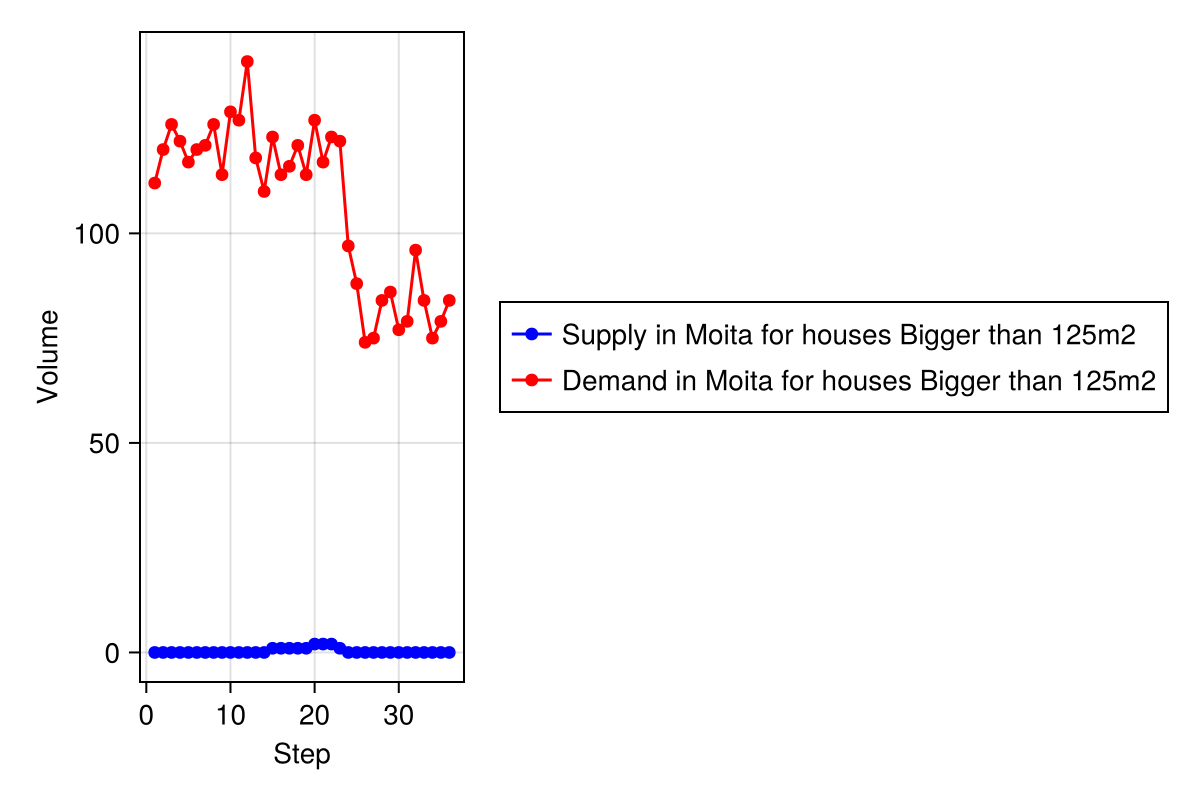 Volume
100
50
0
0 10 20 30
Step
Supply in Moita for houses Bigger than 125m2
Demand in Moita for houses Bigger than 125m2